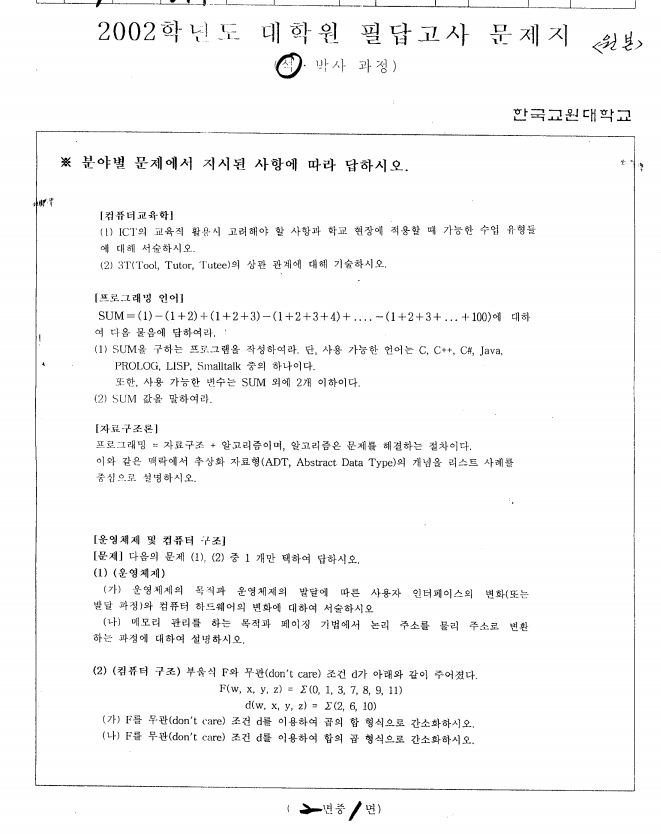 2002학년도 대학원 필답고사 문제지 <원본>
(석·박사 과정)
한국교원대학교
※ 분야별 문제에서 지시된 사항에 따라 답하시오.
[컴퓨터교육학]
(1) ICT의 교육적 활용시 고려해야 할 사항과 학교 현장에 적용할 때 가능한 수업 유형들
에 대해 서술하시오.
(2) 3T(Tool, Tutor, Tutee)의 상관 관계에 대해 기술하시오.
[프로그래밍 언어]
SUM=(1)-(1+2)+(1+2+3)-(1+2+3+4)+....-(1+2+3+...+100)에 대하
여 다음 물음에 답하여라.
(1) SUM을 구하는 프로그램을 작성하여라. 단, 사용 가능한 언어는 C, C++, C#, Java,
PROLOG, LISP, Smalltalk 중의 하나이다.
또한, 사용 가능한 변수는 SUM 외에 2개 이하이다.
(2) SUM 값을 말하여라.
[자료구조론]
프로그래밍 = 자료구조 + 알고리즘이며, 알고리즘은 문제를 해결하는 절차이다.
이와 같은 맥락에서 추상화 자료형(ADT, Abstract Data Type)의 개념을 리스트 사례를
중심으로 설명하시오.
[운영체제 및 컴퓨터 구조]
[문제] 다음의 문제 (1), (2) 중 1 개만 택하여 답하시오.
(1) (운영체제)
(가) 운영체제의 목적과 운영체제의 발달에 따른 사용자 인터페이스의 변화(또는
발달 과정)와 컴퓨터 하드웨어의 변화에 대하여 서술하시오
(나) 메모리 관리를 하는 목적과 페이징 기법에서 논리 주소를 물리 주소로 변환
하는 과정에 대하여 설명하시오.
(2) (컴퓨터 구조) 부울식 F와 무관(don't care) 조건 d가 아래와 같이 주어졌다.
F(w, x, y, z) = Σ(0, 1, 3, 7, 8, 9, 11)
d(w, x, y, z) = Σ(2, 6, 10)
(가) F를 무관(don't care) 조건 d를 이용하여 곱의 합 형식으로 간소화하시오.
(나) F를 무관(don't care) 조건 d를 이용하여 합의 곱 형식으로 간소화하시오.
( 2면중 1면)